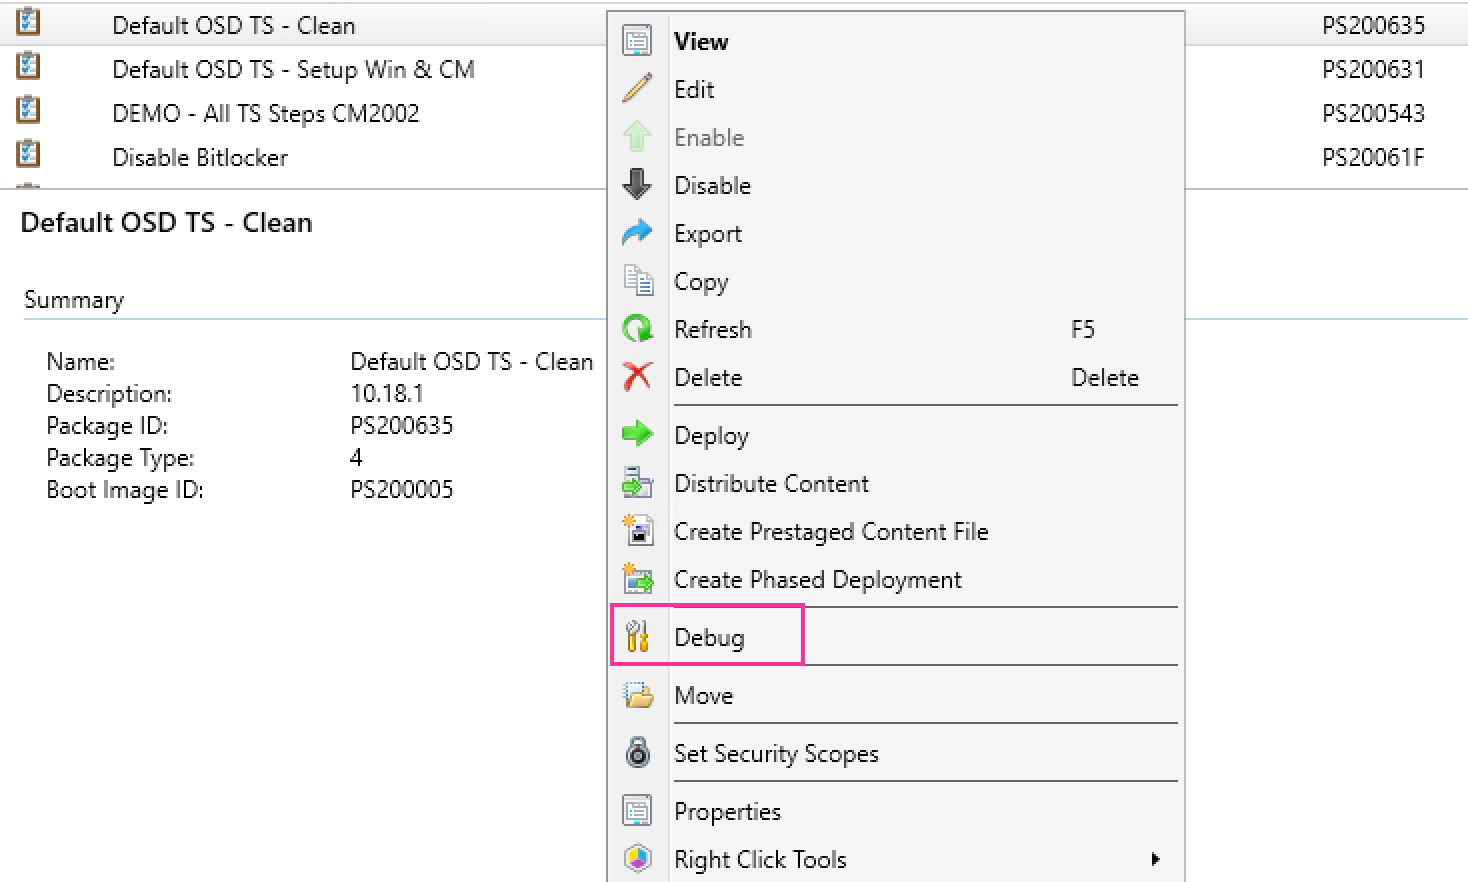 Default OSD TS - Clean PS200635
Default OSD TS - Setup Win & CM PS200631
DEMO - All TS Steps CM2002 PS200543
Disable Bitlocker PS20061F
Default OSD TS - Clean
Summary
Name: Default OSD TS - Clean
Description: 10.18.1
Package ID: PS200635
Package Type: 4
Boot Image ID: PS200005
View
Edit
Enable
Disable
Export
Copy
Refresh F5
Delete Delete
Deploy
Distribute Content
Create Prestaged Content File
Create Phased Deployment
Debug
Move
Set Security Scopes
Properties
Right Click Tools